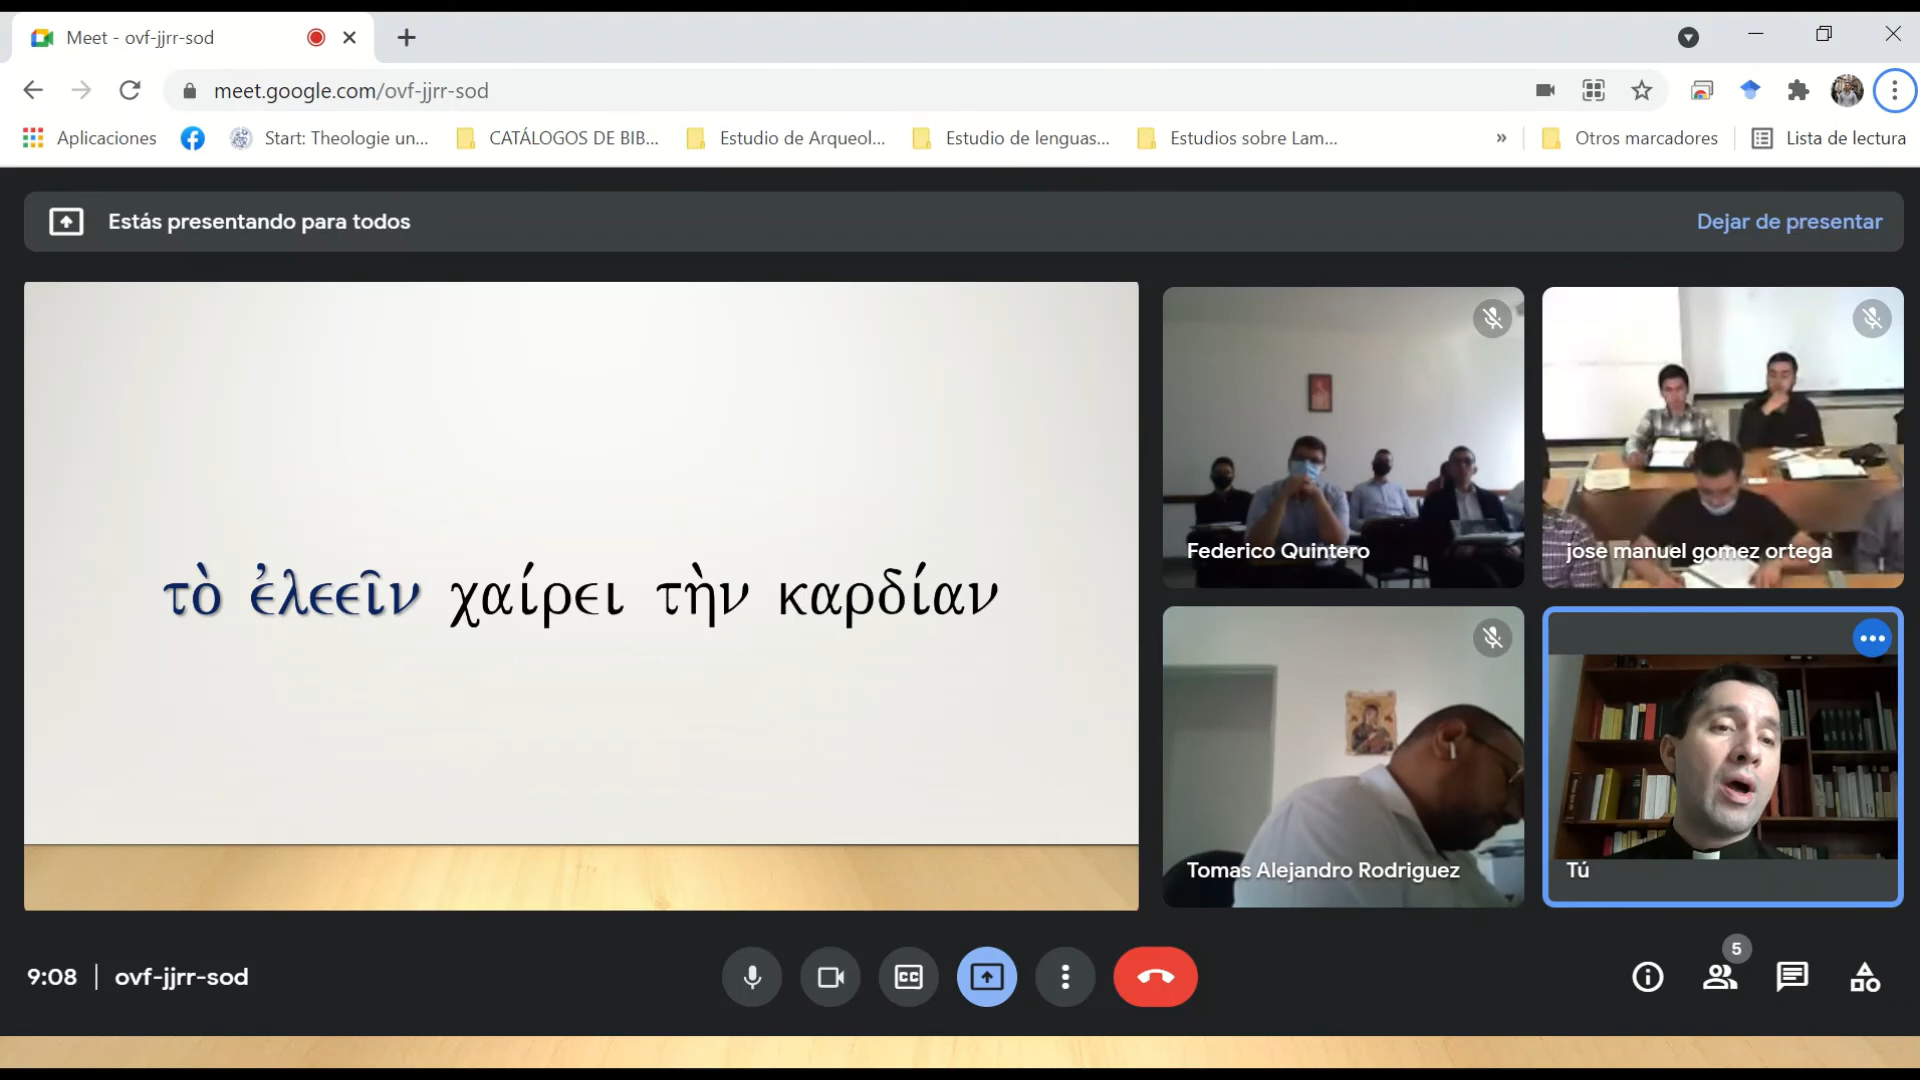 Meet - ovf-jjrr-sod
meet.google.com/ovf-jjrr-sod
Aplicaciones
Start: Theologie un...
CATÁLOGOS DE BIB...
Estudio de Arqueol...
Estudio de lenguas...
Estudios sobre Lam...
»
Otros marcadores
Lista de lectura
Estás presentando para todos
Dejar de presentar
τὸ ἐλεεῖν χαίρει τὴν καρδίαν
Federico Quintero
jose manuel gomez ortega
Tomas Alejandro Rodriguez
Tú
9:08 | ovf-jjrr-sod
CC
5